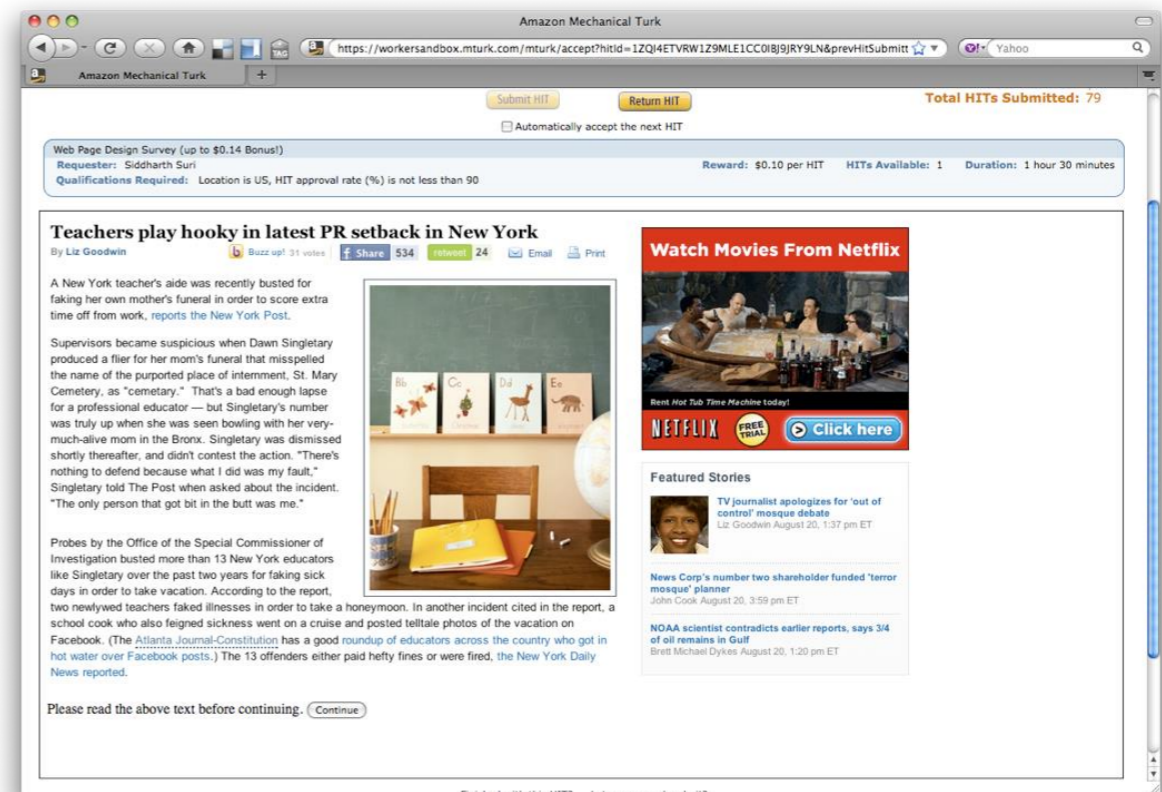 Amazon Mechanical Turk
https://workersandbox.mturk.com/mturk/accept?hitId=1ZQI4ETVRW1Z9MLE1CC0IBJ9JRY9LN&prevHitSubmitt
Yahoo
TAG
Amazon Mechanical Turk
Submit HIT
Return HIT
Total HITs Submitted: 79
Automatically accept the next HIT
Web Page Design Survey (up to $0.14 Bonus!)
Requester: Siddharth Suri Reward: $0.10 per HIT HITs Available: 1 Duration: 1 hour 30 minutes
Qualifications Required: Location is US, HIT approval rate (%) is not less than 90
Teachers play hooky in latest PR setback in New York
By Liz Goodwin Buzz up! 31 votes Share 534 retweet 24 Email Print
A New York teacher's aide was recently busted for
faking her own mother's funeral in order to score extra
time off from work, reports the New York Post.
Supervisors became suspicious when Dawn Singletary
produced a flier for her mom's funeral that misspelled
the name of the purported place of internment, St. Mary
Cemetery, as "cemetary." That's a bad enough lapse
for a professional educator — but Singletary's number
was truly up when she was seen bowling with her very-
much-alive mom in the Bronx. Singletary was dismissed
shortly thereafter, and didn't contest the action. "There's
nothing to defend because what I did was my fault,"
Singletary told The Post when asked about the incident.
"The only person that got bit in the butt was me."
Probes by the Office of the Special Commissioner of
Investigation busted more than 13 New York educators
like Singletary over the past two years for faking sick
days in order to take vacation. According to the report,
two newlywed teachers faked illnesses in order to take a honeymoon. In another incident cited in the report, a
school cook who also feigned sickness went on a cruise and posted telltale photos of the vacation on
Facebook. (The Atlanta Journal-Constitution has a good roundup of educators across the country who got in
hot water over Facebook posts.) The 13 offenders either paid hefty fines or were fired, the New York Daily
News reported.
Bb Cc Dd Ee
Watch Movies From Netflix
Rent Hot Tub Time Machine today!
NETFLIX FREE TRIAL Click here
Featured Stories
TV journalist apologizes for 'out of
control' mosque debate
Liz Goodwin August 20, 1:37 pm ET
News Corp's number two shareholder funded 'terror
mosque' planner
John Cook August 20, 3:59 pm ET
NOAA scientist contradicts earlier reports, says 3/4
of oil remains in Gulf
Brett Michael Dykes August 20, 1:20 pm ET
Please read the above text before continuing. Continue